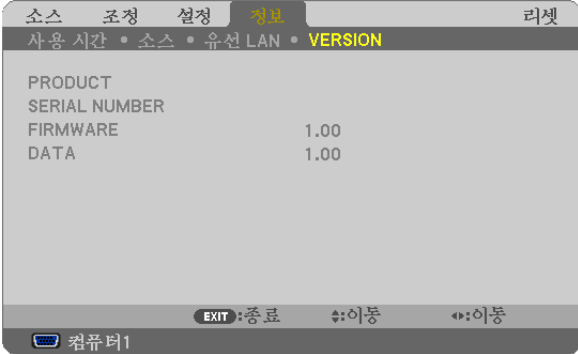 소스 조정 설정 정보 리셋
사용 시간 • 소스 • 유선 LAN • VERSION
PRODUCT
SERIAL NUMBER
FIRMWARE 1.00
DATA 1.00
EXIT :종료 :이동 :이동
컴퓨터1